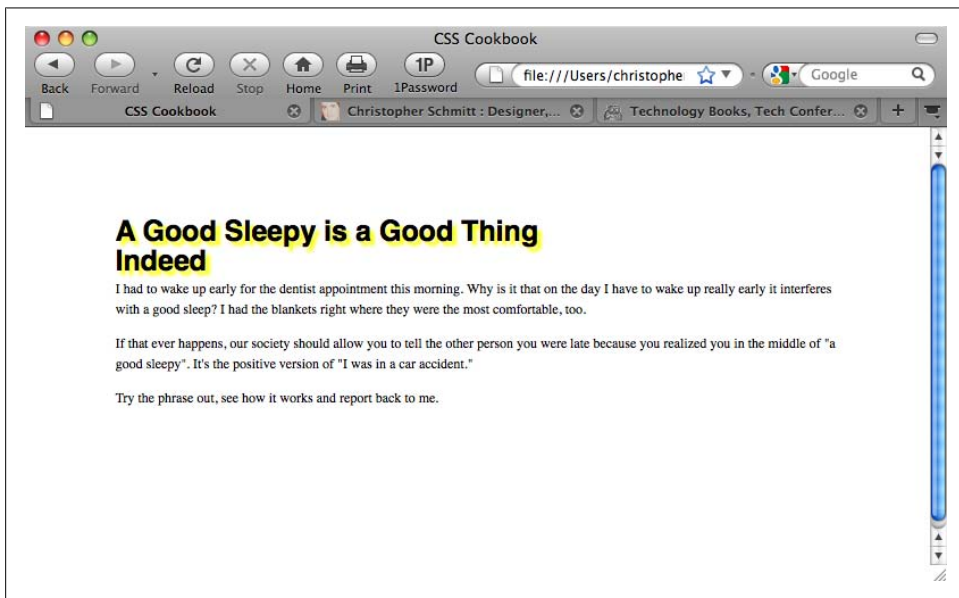 CSS Cookbook
Back Forward Reload Stop Home Print 1Password
1P
file:///Users/christophe
Google
CSS Cookbook
Christopher Schmitt : Designer,...
Technology Books, Tech Confer...
A Good Sleepy is a Good Thing
Indeed
I had to wake up early for the dentist appointment this morning. Why is it that on the day I have to wake up really early it interferes
with a good sleep? I had the blankets right where they were the most comfortable, too.
If that ever happens, our society should allow you to tell the other person you were late because you realized you in the middle of "a
good sleepy". It's the positive version of "I was in a car accident."
Try the phrase out, see how it works and report back to me.